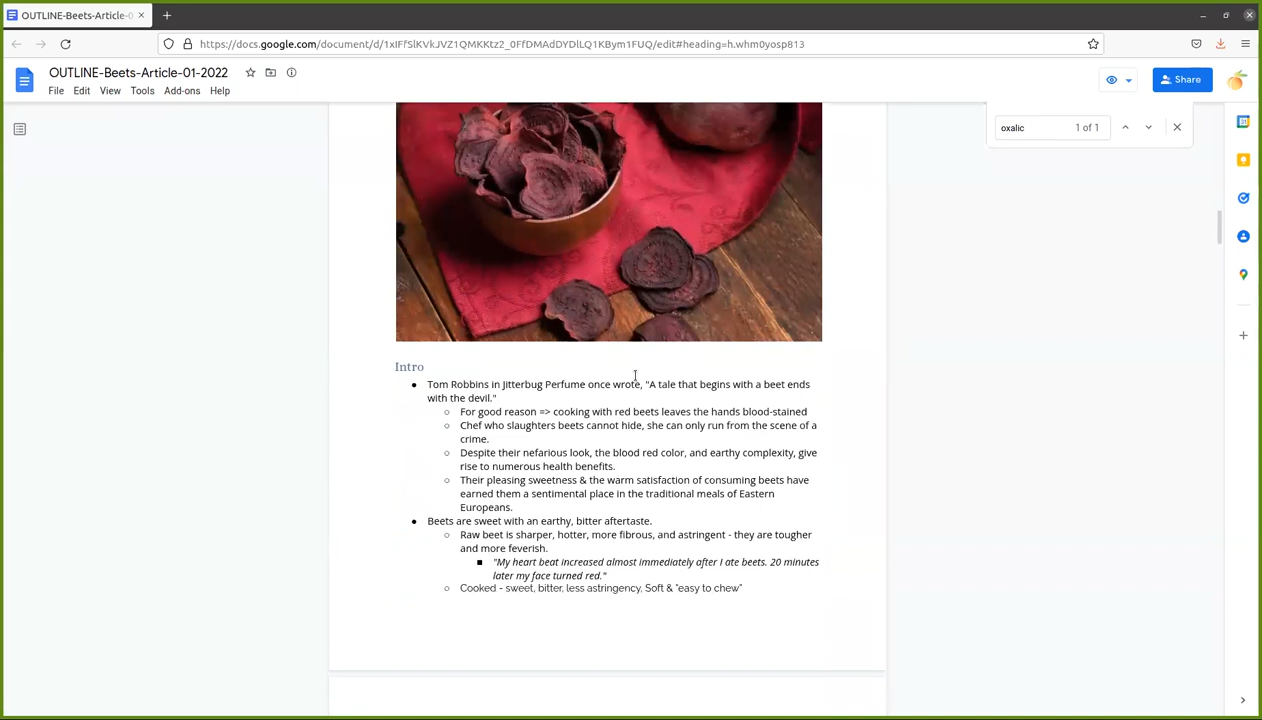 OUTLINE-Beets-Article-0
https://docs.google.com/document/d/1xIFfSlKVkJVZ1QMKKtz2_0FfDMAdDYDlLQ1KBym1FUQ/edit#heading=h.whm0yosp813
OUTLINE-Beets-Article-01-2022
File Edit View Tools Add-ons Help
Share
oxalic 1 of 1
Intro
Tom Robbins in Jitterbug Perfume once wrote, "A tale that begins with a beet ends
with the devil."
For good reason => cooking with red beets leaves the hands blood-stained
Chef who slaughters beets cannot hide, she can only run from the scene of a
crime.
Despite their nefarious look, the blood red color, and earthy complexity, give
rise to numerous health benefits.
Their pleasing sweetness & the warm satisfaction of consuming beets have
earned them a sentimental place in the traditional meals of Eastern
Europeans.
Beets are sweet with an earthy, bitter aftertaste.
Raw beet is sharper, hotter, more fibrous, and astringent - they are tougher
and more feverish.
"My heart beat increased almost immediately after I ate beets. 20 minutes
later my face turned red."
Cooked - sweet, bitter, less astringency, Soft & "easy to chew"